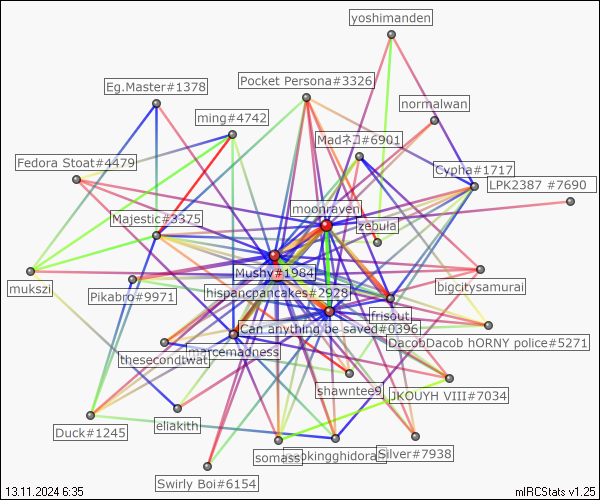 yoshimanden
Eg.Master#1378
Pocket Persona#3326
normalwan
ming#4742
Madネコ#6901
Fedora Stoat#4479
Cypha#1717
LPK2387 #7690
moonraven
Majestic#3375
zebula
Mushy#1984
mukszi
Pikabro#9971
hispanicpancakes#2928
bigcitysamurai
frisout
Can anything be saved#0396
DacobDacob hORNY police#5271
thesecondtwat
marcemadness
shawntee9
JKOUYH VIII#7034
eliakith
Duck#1245
somass
okingghidora
Silver#7938
Swirly Boi#6154
13.11.2024 6:35
mIRCStats v1.25